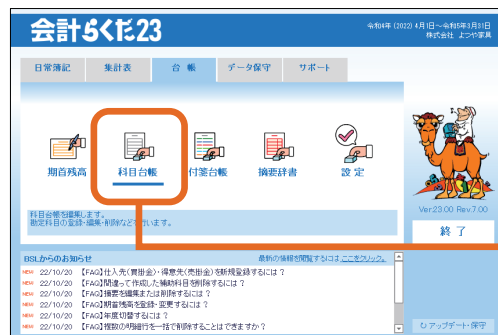 会計らくだ23
令和4年 (2022) 4月1日～令和5年3月31日
株式会社 よつや家具
日常簿記 集計表 台 帳 データ保守 サポート
期首残高 科目台帳 付箋台帳 摘要辞書 設 定
科目台帳を編集します。
勘定科目の登録・編集・削除などを行います。
Ver.23.00 Rev.7.00
終 了
BSLからのお知らせ 最新の情報を閲覧するには ここをクリック。
NEW 22/10/20 【FAQ】仕入先(買掛金)・得意先(売掛金)を新規登録するには？
NEW 22/10/20 【FAQ】間違って作成した補助科目を削除するには？
NEW 22/10/20 【FAQ】摘要を編集または削除するには？
NEW 22/10/20 【FAQ】期首残高を登録・変更するには？
NEW 22/10/20 【FAQ】年度切替するには？
NEW 22/10/20 【FAQ】複数の明細行を一括で削除することはできますか？
アップデート・保守